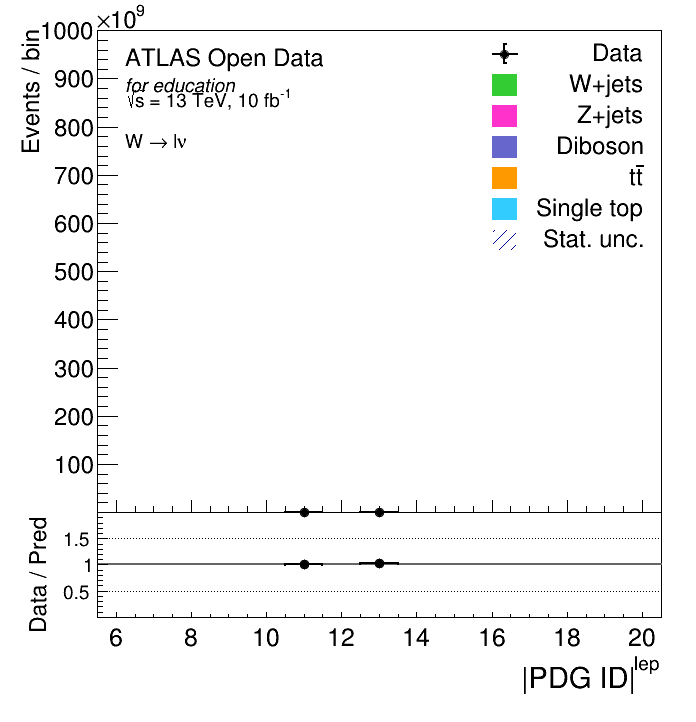 ×10⁹
Events / bin
1000
900
800
700
600
500
400
300
200
100
ATLAS Open Data
for education
√s = 13 TeV, 10 fb⁻¹
W → lν
Data
W+jets
Z+jets
Diboson
tt̄
Single top
Stat. unc.
Data / Pred
1.5
1
0.5
6 8 10 12 14 16 18 20
|PDG ID|ˡᵉᵖ